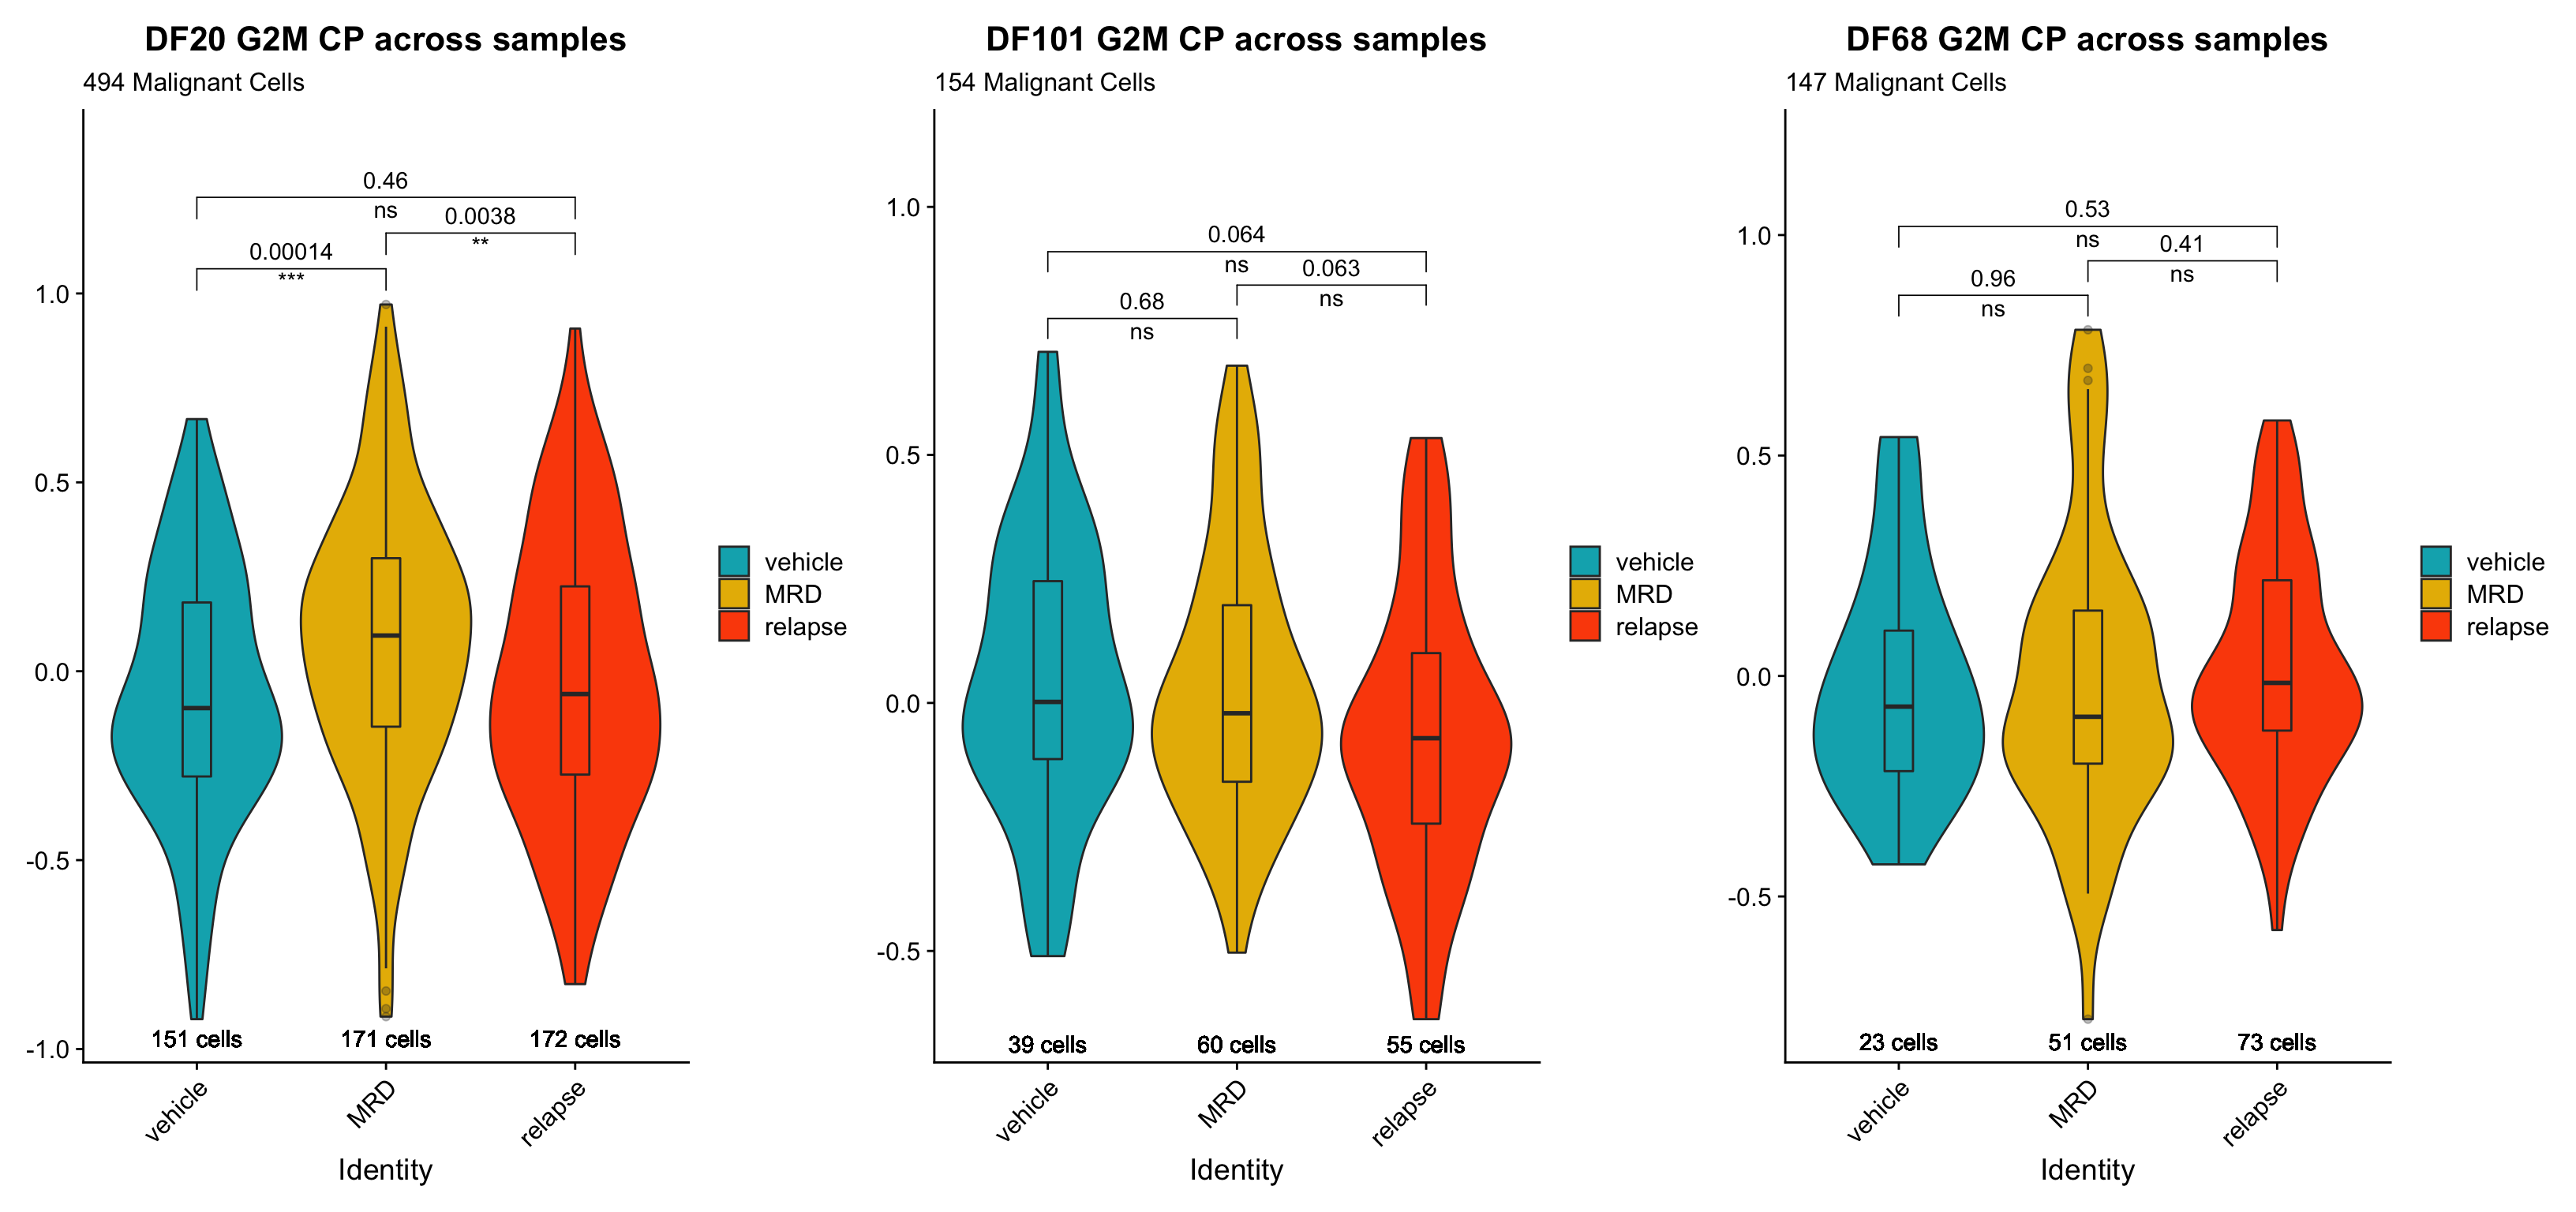 DF20 G2M CP across samples
494 Malignant Cells
0.46
ns
0.0038
**
0.00014
***
1.0
0.5
0.0
-0.5
-1.0
151 cells
171 cells
172 cells
vehicle
MRD
relapse
Identity
vehicle
MRD
relapse
DF101 G2M CP across samples
154 Malignant Cells
0.064
ns
0.063
ns
0.68
ns
1.0
0.5
0.0
-0.5
39 cells
60 cells
55 cells
vehicle
MRD
relapse
Identity
vehicle
MRD
relapse
DF68 G2M CP across samples
147 Malignant Cells
0.53
ns
0.41
ns
0.96
ns
1.0
0.5
0.0
-0.5
23 cells
51 cells
73 cells
vehicle
MRD
relapse
Identity
vehicle
MRD
relapse